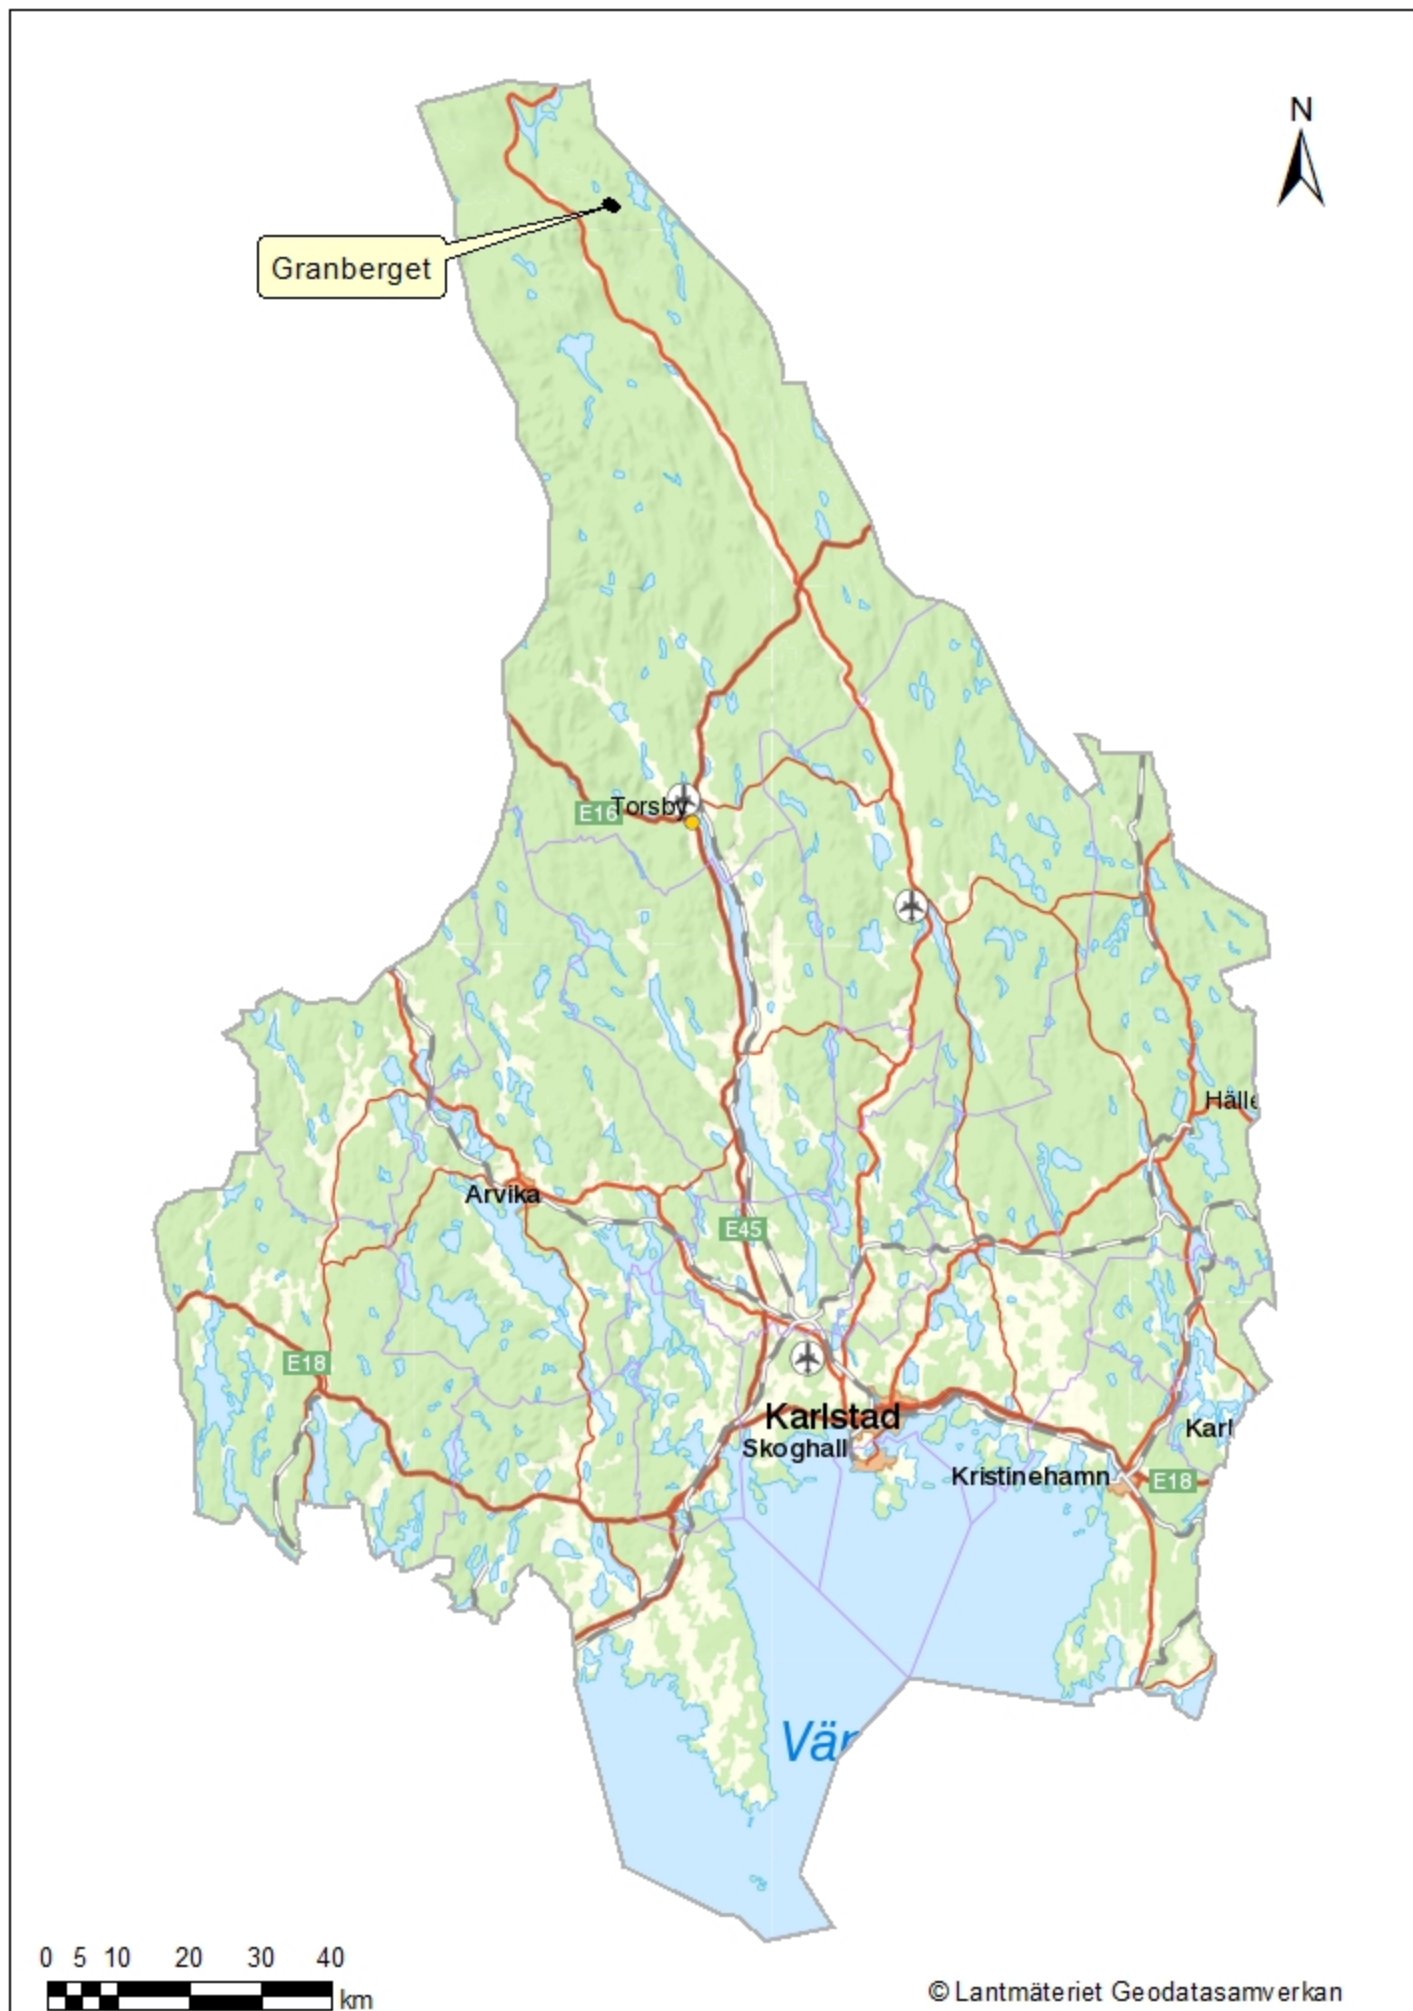 N
Granberget
E16
Torsby
Hälle
Arvika
E45
E18
Karlstad
Skoghall
Karl
Kristinehamn
E18
Vär
0 5 10 20 30 40
km
© Lantmäteriet Geodatasamverkan